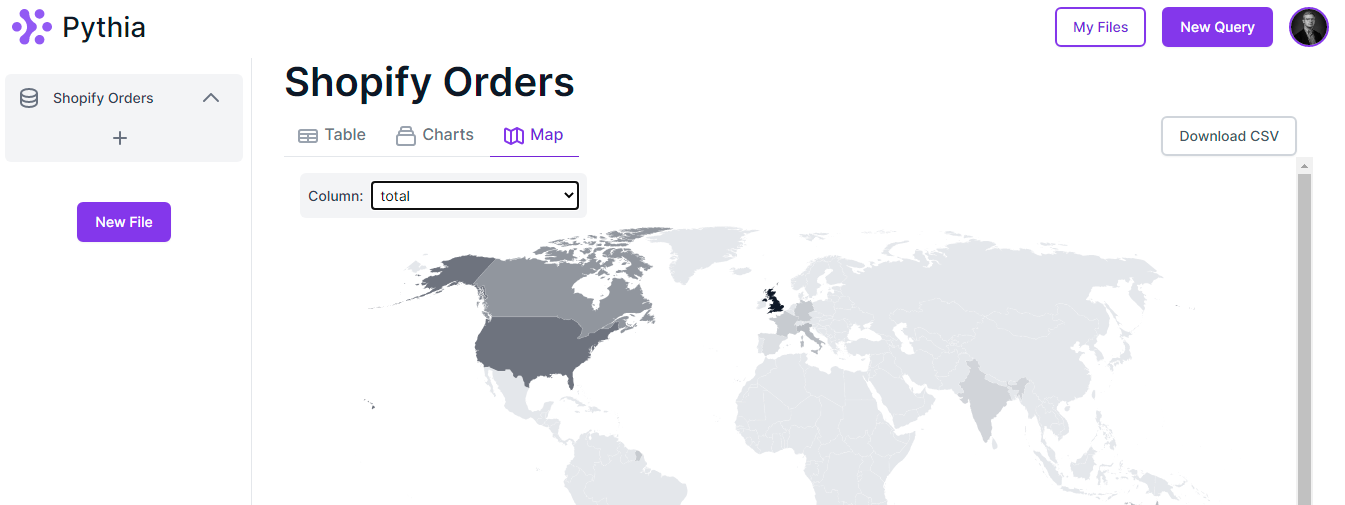 Pythia
My Files
New Query
Shopify Orders
New File
Shopify Orders
Table
Charts
Map
Download CSV
Column:
total